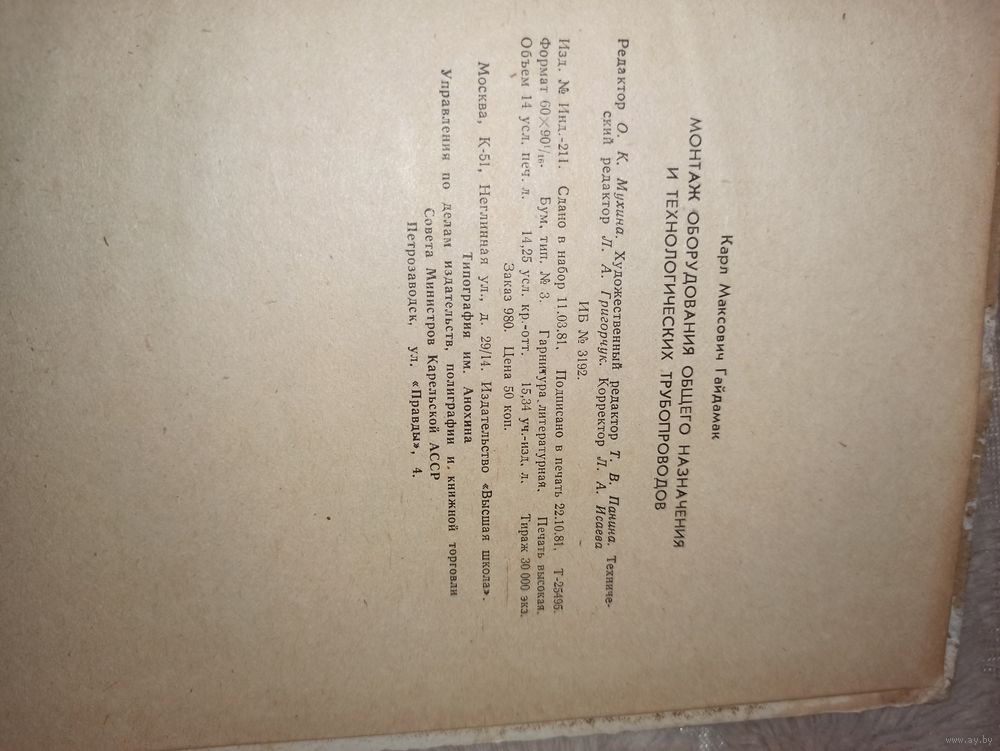 Карл Максович Гайдамак
МОНТАЖ ОБОРУДОВАНИЯ ОБЩЕГО НАЗНАЧЕНИЯ
И ТЕХНОЛОГИЧЕСКИХ ТРУБОПРОВОДОВ
Редактор О. К. Мухина. Художественный редактор Т. В. Панина. Техниче-
ский редактор Л. А. Григорчук. Корректор Л. А. Исаева
ИБ № 3192.
Изд. № Инд.-211. Сдано в набор 11.03.81. Подписано в печать 22.10.81. Т-25495.
Формат 60×90¹/₁₆. Бум. тип. № 3. Гарнитура литературная. Печать высокая.
Объем 14 усл. печ. л. 14,25 усл. кр.-отт. 15,34 уч.-изд. л. Тираж 30 000 экз.
Заказ 980. Цена 50 коп.
Москва, К-51, Неглинная ул., д. 29/14. Издательство «Высшая школа».
Типография им. Анохина
Управления по делам издательств, полиграфии и книжной торговли
Совета Министров Карельской АССР
Петрозаводск, ул. «Правды», 4.
www.ay.by